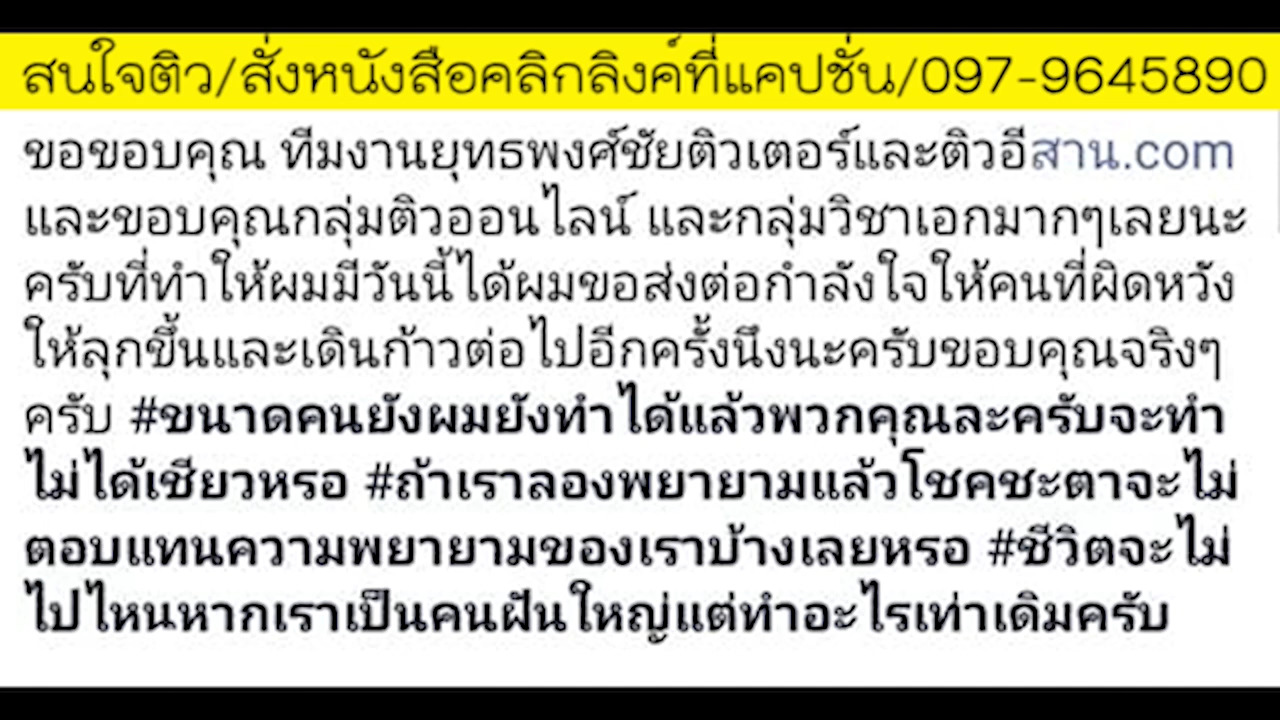 สนใจติว/สั่งหนังสือคลิกลิงค์ที่แคปชั่น/097-9645890
ขอขอบคุณ ทีมงานยุทธพงศ์ชัยติวเตอร์และติวอีสาน.com
และขอบคุณกลุ่มติวออนไลน์ และกลุ่มวิชาเอกมากๆเลยนะ
ครับที่ทำให้ผมมีวันนี้ได้ผมขอส่งต่อกำลังใจให้คนที่ผิดหวัง
ให้ลุกขึ้นและเดินก้าวต่อไปอีกครั้งนึงนะครับขอบคุณจริงๆ
ครับ #ขนาดคนยังผมยังทำได้แล้วพวกคุณละครับจะทำ
ไม่ได้เชียวหรอ #ถ้าเราลองพยายามแล้วโชคชะตาจะไม่
ตอบแทนความพยายามของเราบ้างเลยหรอ #ชีวิตจะไม่
ไปไหนหากเราเป็นคนฝันใหญ่แต่ทำอะไรเท่าเดิมครับ